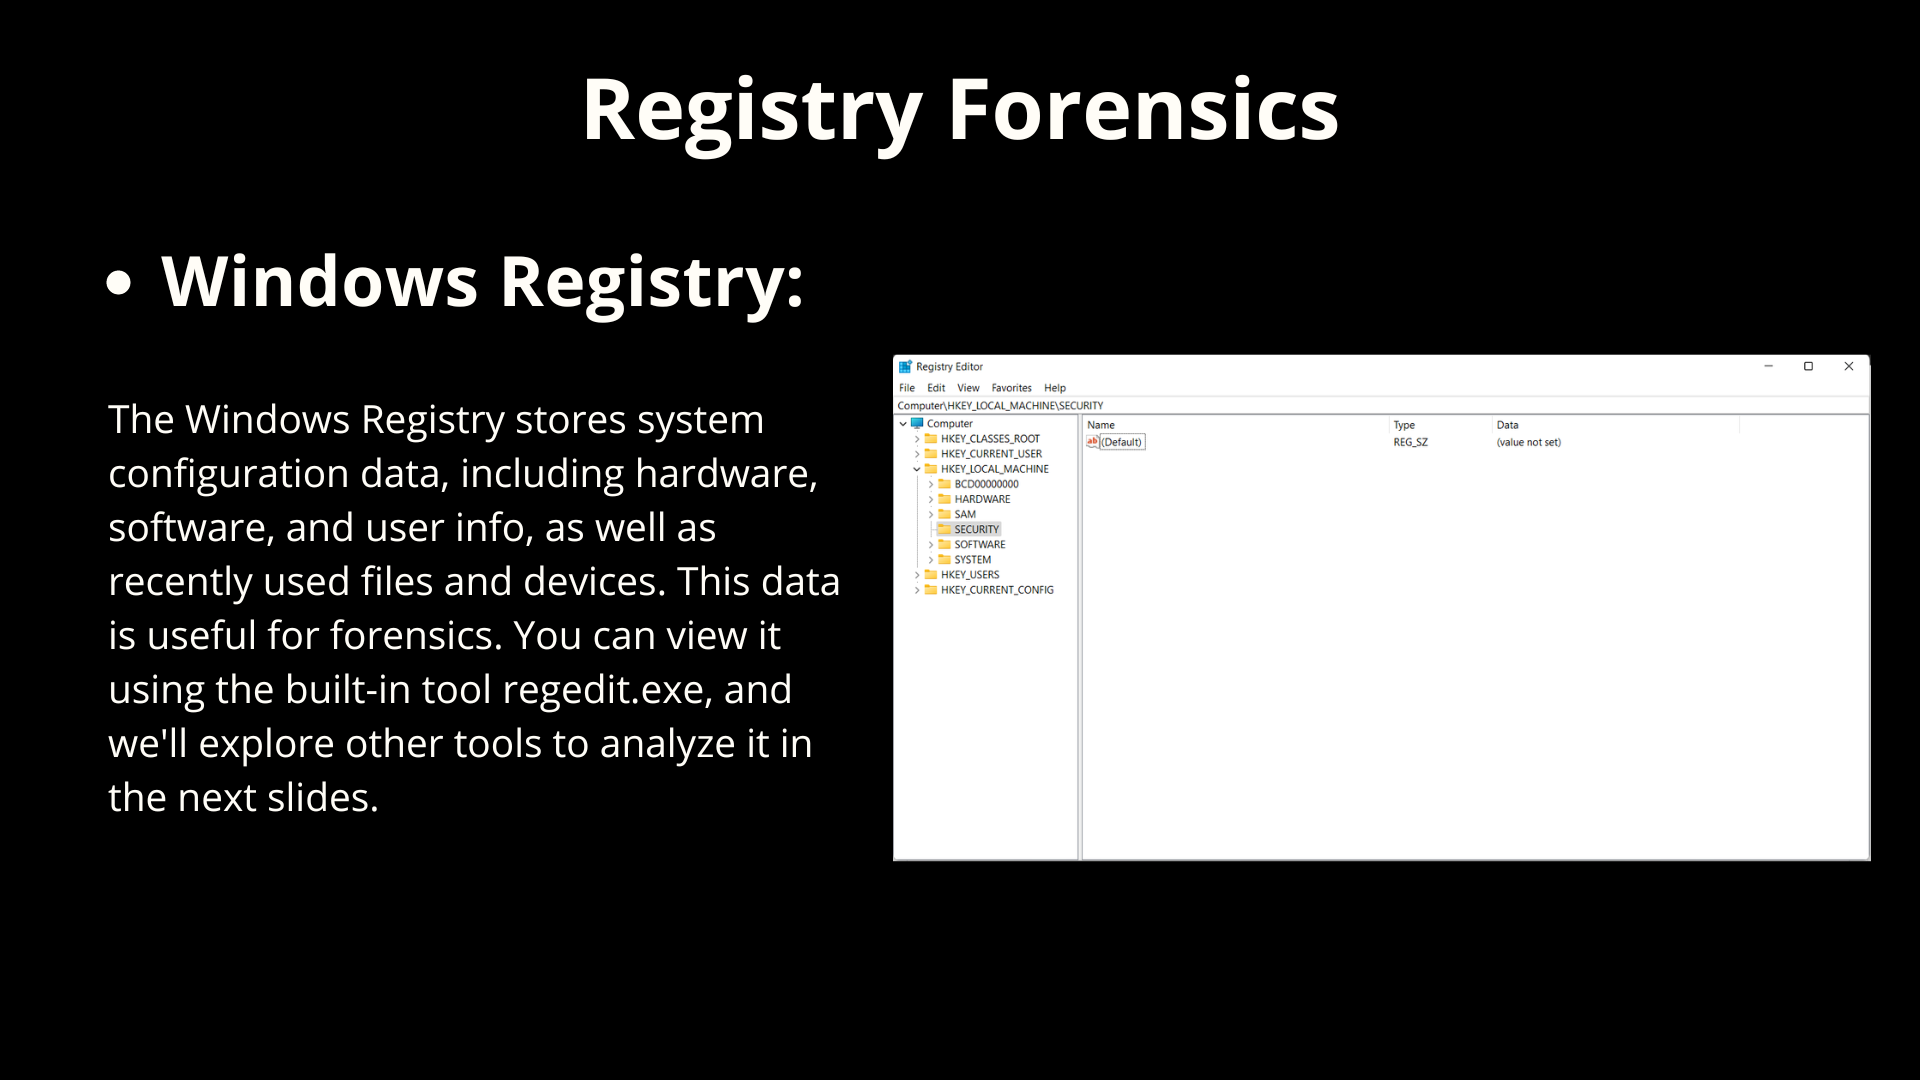 Registry Forensics
• Windows Registry:
The Windows Registry stores system
configuration data, including hardware,
software, and user info, as well as
recently used files and devices. This data
is useful for forensics. You can view it
using the built-in tool regedit.exe, and
we'll explore other tools to analyze it in
the next slides.
Registry Editor
File Edit View Favorites Help
Computer\HKEY_LOCAL_MACHINE\SECURITY
Computer
HKEY_CLASSES_ROOT
HKEY_CURRENT_USER
HKEY_LOCAL_MACHINE
BCD00000000
HARDWARE
SAM
SECURITY
SOFTWARE
SYSTEM
HKEY_USERS
HKEY_CURRENT_CONFIG
Name Type Data
ab (Default) REG_SZ (value not set)